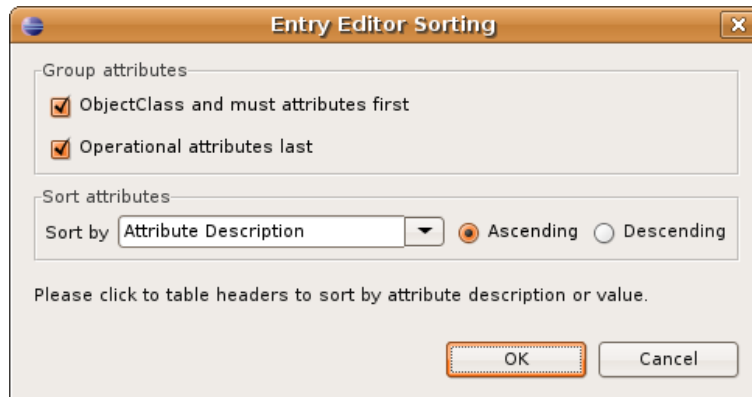 Entry Editor Sorting
Group attributes
ObjectClass and must attributes first
Operational attributes last
Sort attributes
Sort by Attribute Description Ascending Descending
Please click to table headers to sort by attribute description or value.
OK Cancel